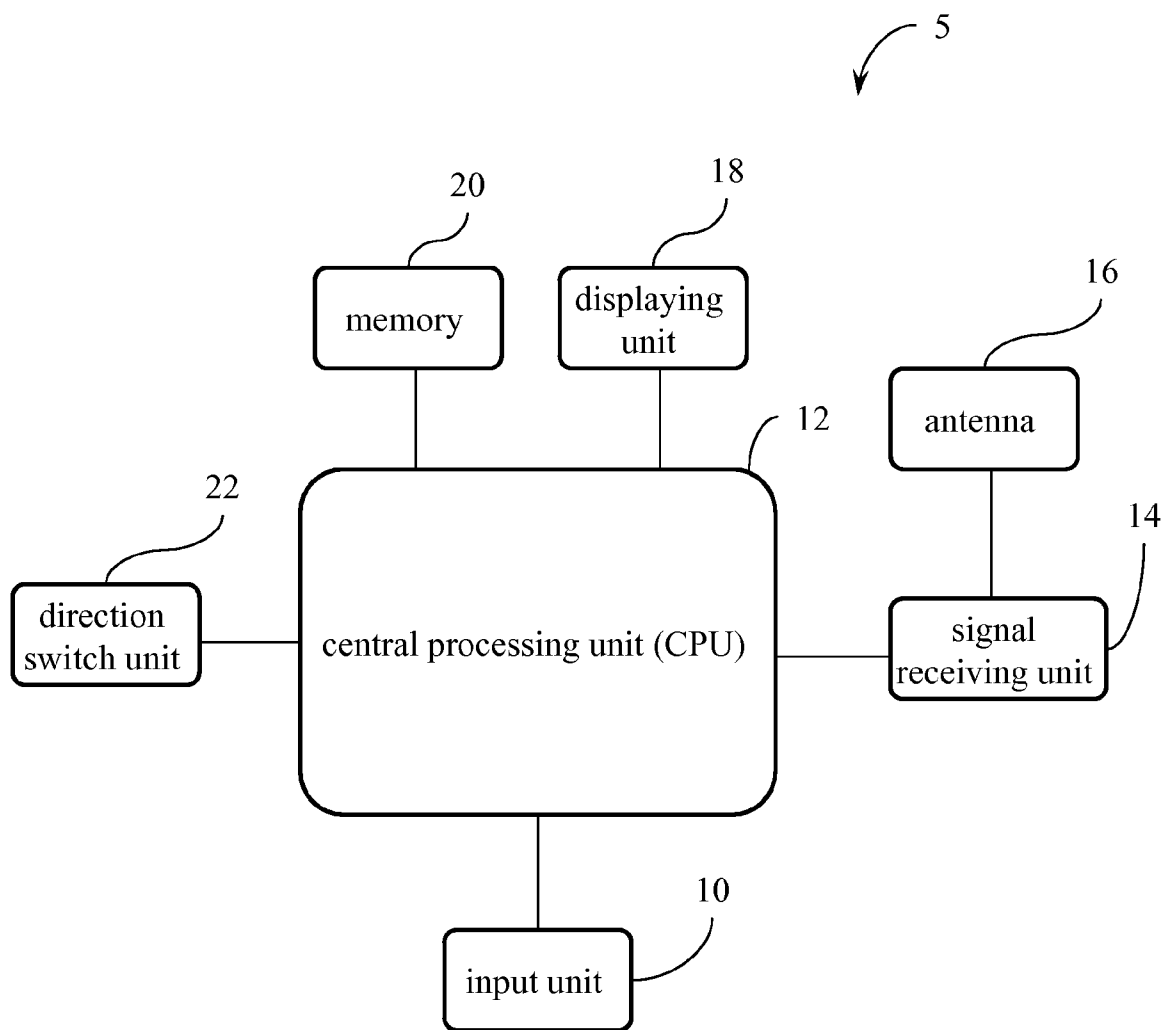 5
20
18
16
memory
displaying
unit
antenna
12
22
14
direction
switch unit
central processing unit (CPU)
signal
receiving unit
10
input unit